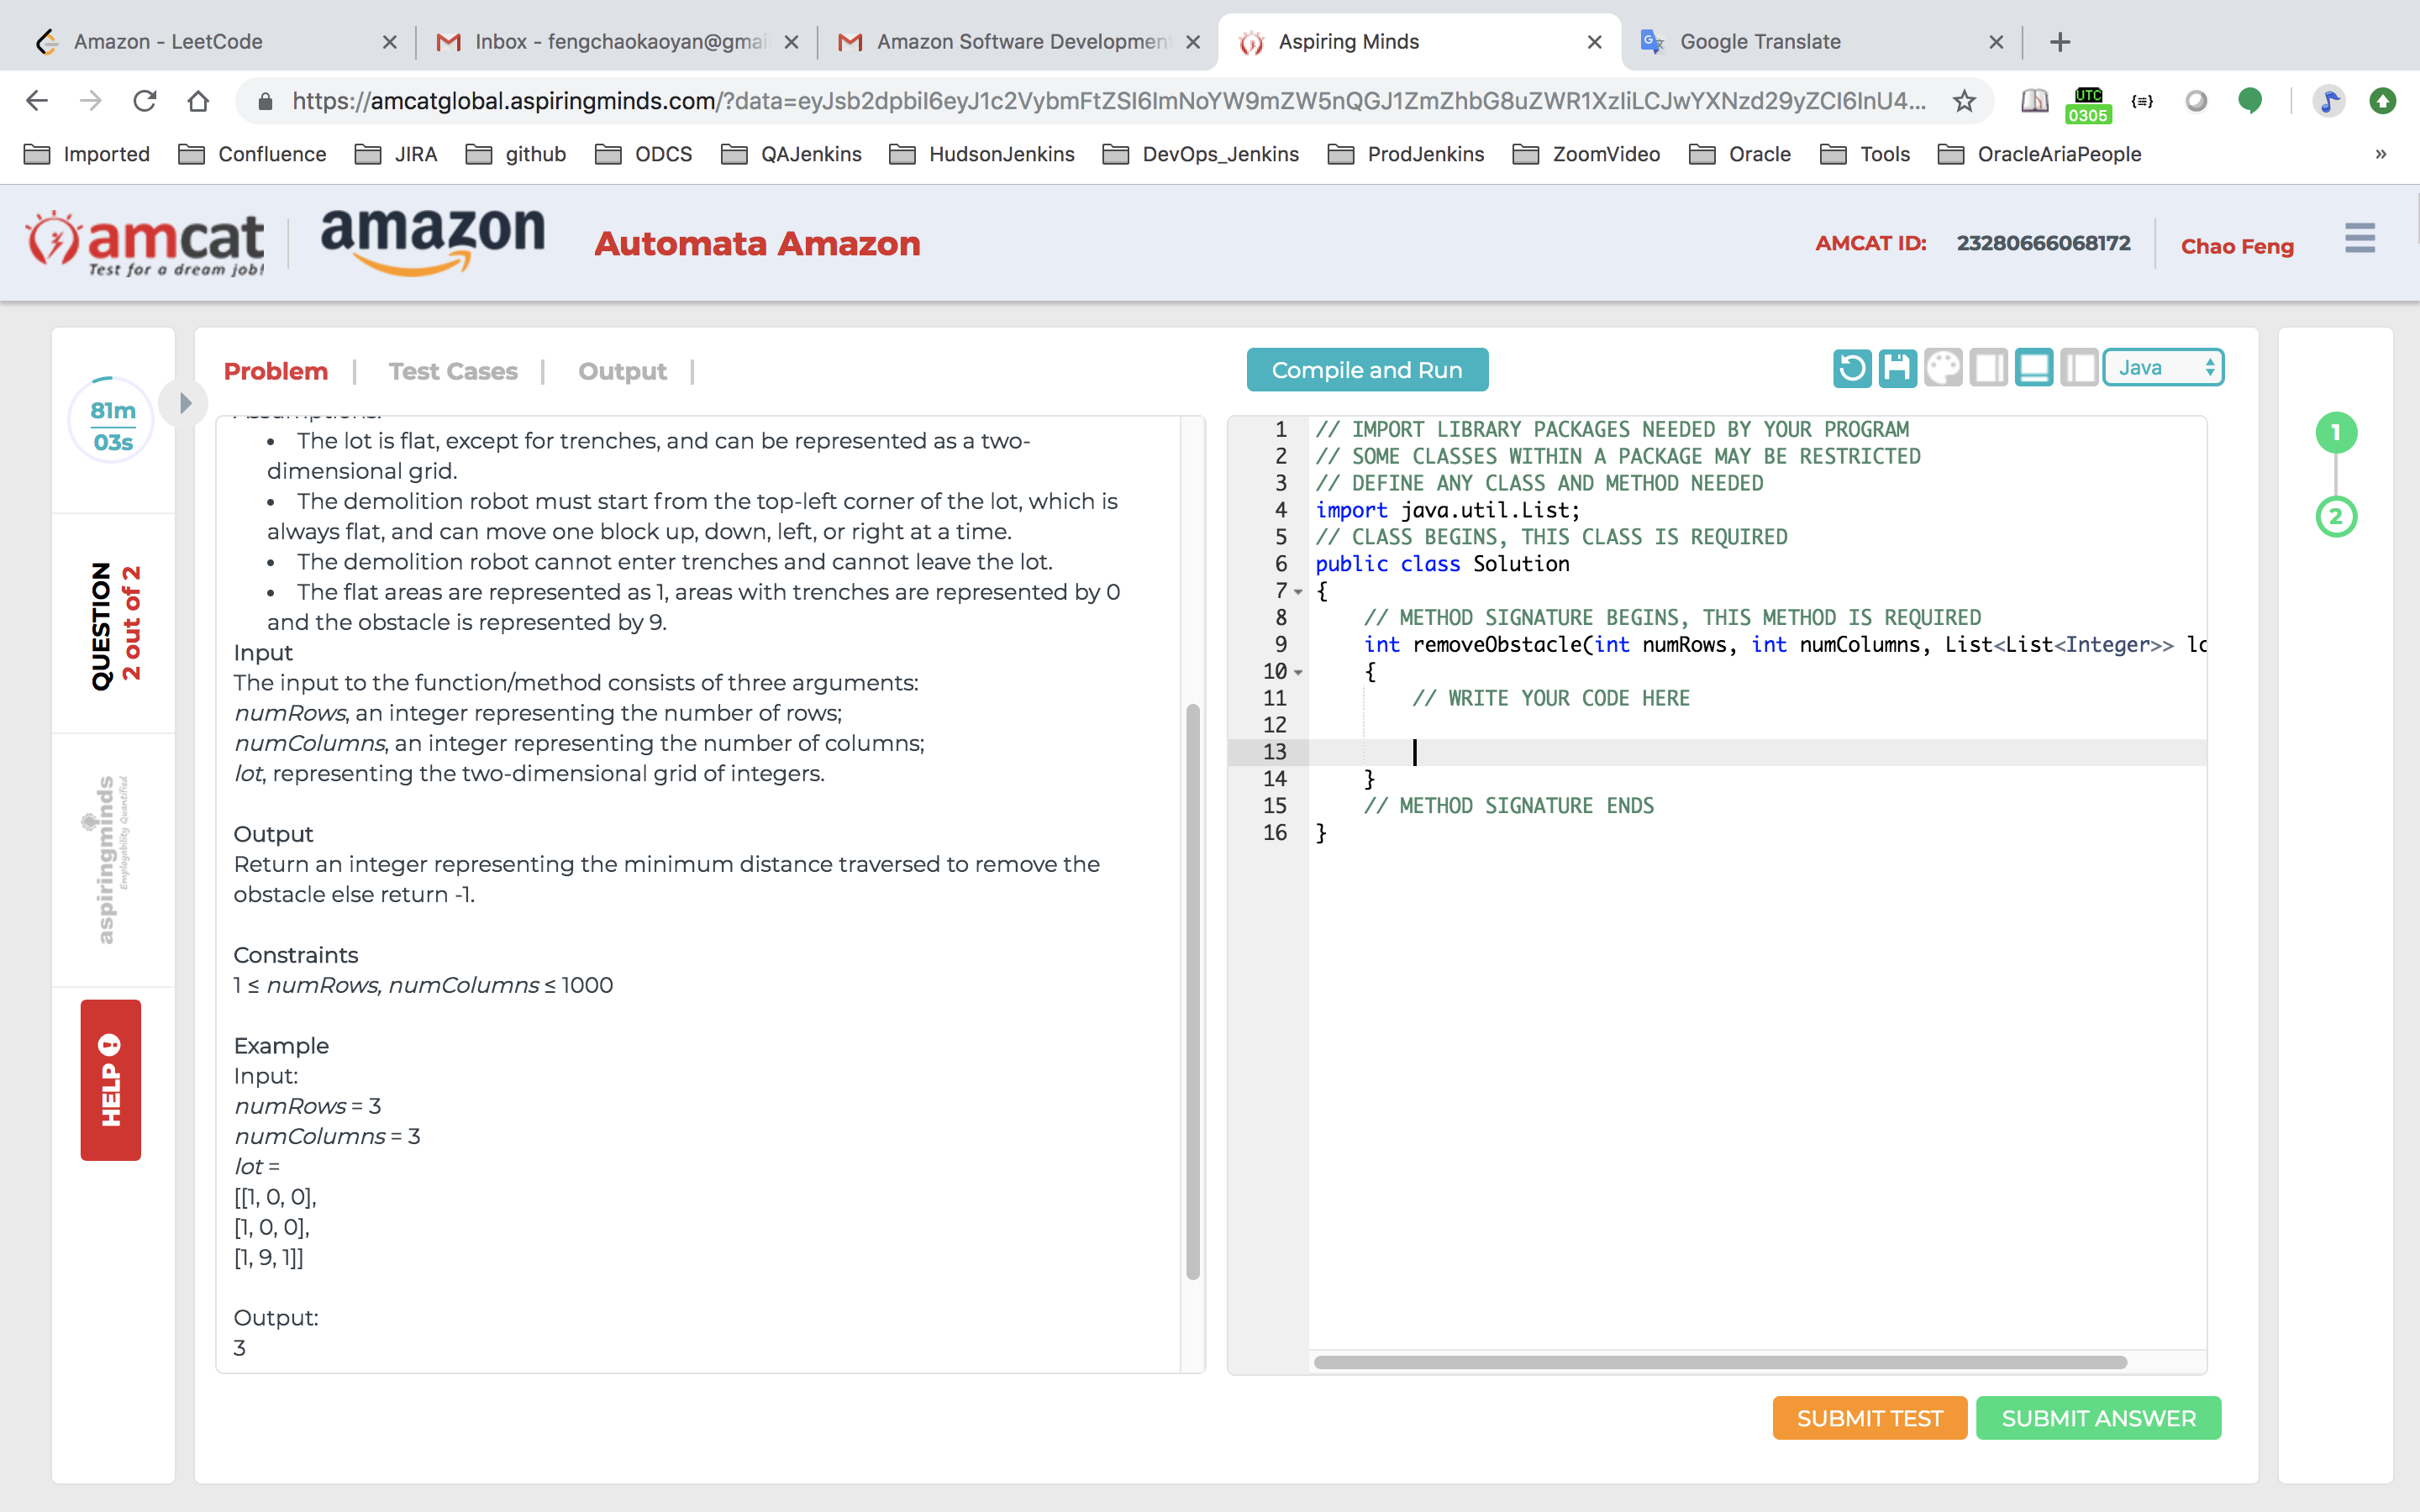 Amazon - LeetCode
Inbox - fengchaokaoyan@gmai
Amazon Software Developmen
Aspiring Minds
Google Translate
https://amcatglobal.aspiringminds.com/?data=eyJsb2dpbiI6eyJ1c2VybmFtZSI6ImNoYW9mZW5nQGJ1ZmZhbG8uZWR1XzIiLCJwYXNzd29yZCI6InU4...
UTC
0305
Imported
Confluence
JIRA
github
ODCS
QAJenkins
HudsonJenkins
DevOps_Jenkins
ProdJenkins
ZoomVideo
Oracle
Tools
OracleAriaPeople
»
amcat
Test for a dream job!
amazon
Automata Amazon
AMCAT ID: 23280666068172
Chao Feng
81m
03s
QUESTION
2 out of 2
aspiringminds
Employability Quantified
HELP
Problem | Test Cases | Output |
Compile and Run
Java
• The lot is flat, except for trenches, and can be represented as a two-
dimensional grid.
• The demolition robot must start from the top-left corner of the lot, which is
always flat, and can move one block up, down, left, or right at a time.
• The demolition robot cannot enter trenches and cannot leave the lot.
• The flat areas are represented as 1, areas with trenches are represented by 0
and the obstacle is represented by 9.
Input
The input to the function/method consists of three arguments:
numRows, an integer representing the number of rows;
numColumns, an integer representing the number of columns;
lot, representing the two-dimensional grid of integers.
Output
Return an integer representing the minimum distance traversed to remove the
obstacle else return -1.
Constraints
1 ≤ numRows, numColumns ≤ 1000
Example
Input:
numRows = 3
numColumns = 3
lot =
[[1, 0, 0],
[1, 0, 0],
[1, 9, 1]]
Output:
3
1 // IMPORT LIBRARY PACKAGES NEEDED BY YOUR PROGRAM
2 // SOME CLASSES WITHIN A PACKAGE MAY BE RESTRICTED
3 // DEFINE ANY CLASS AND METHOD NEEDED
4 import java.util.List;
5 // CLASS BEGINS, THIS CLASS IS REQUIRED
6 public class Solution
7 {
8 // METHOD SIGNATURE BEGINS, THIS METHOD IS REQUIRED
9 int removeObstacle(int numRows, int numColumns, List<List<Integer>> lo
10 {
11 // WRITE YOUR CODE HERE
12
13
14 }
15 // METHOD SIGNATURE ENDS
16 }
1
2
SUBMIT TEST
SUBMIT ANSWER